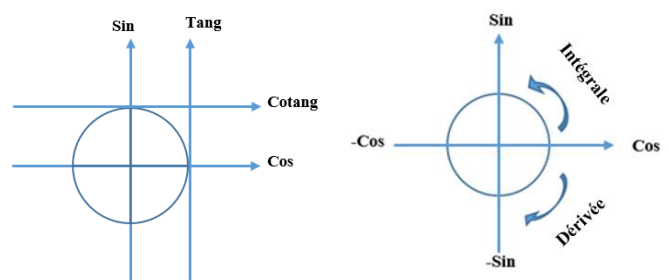 Sin
Tang
Cotang
Cos
Sin
Intégrale
-Cos
Cos
Dérivée
-Sin